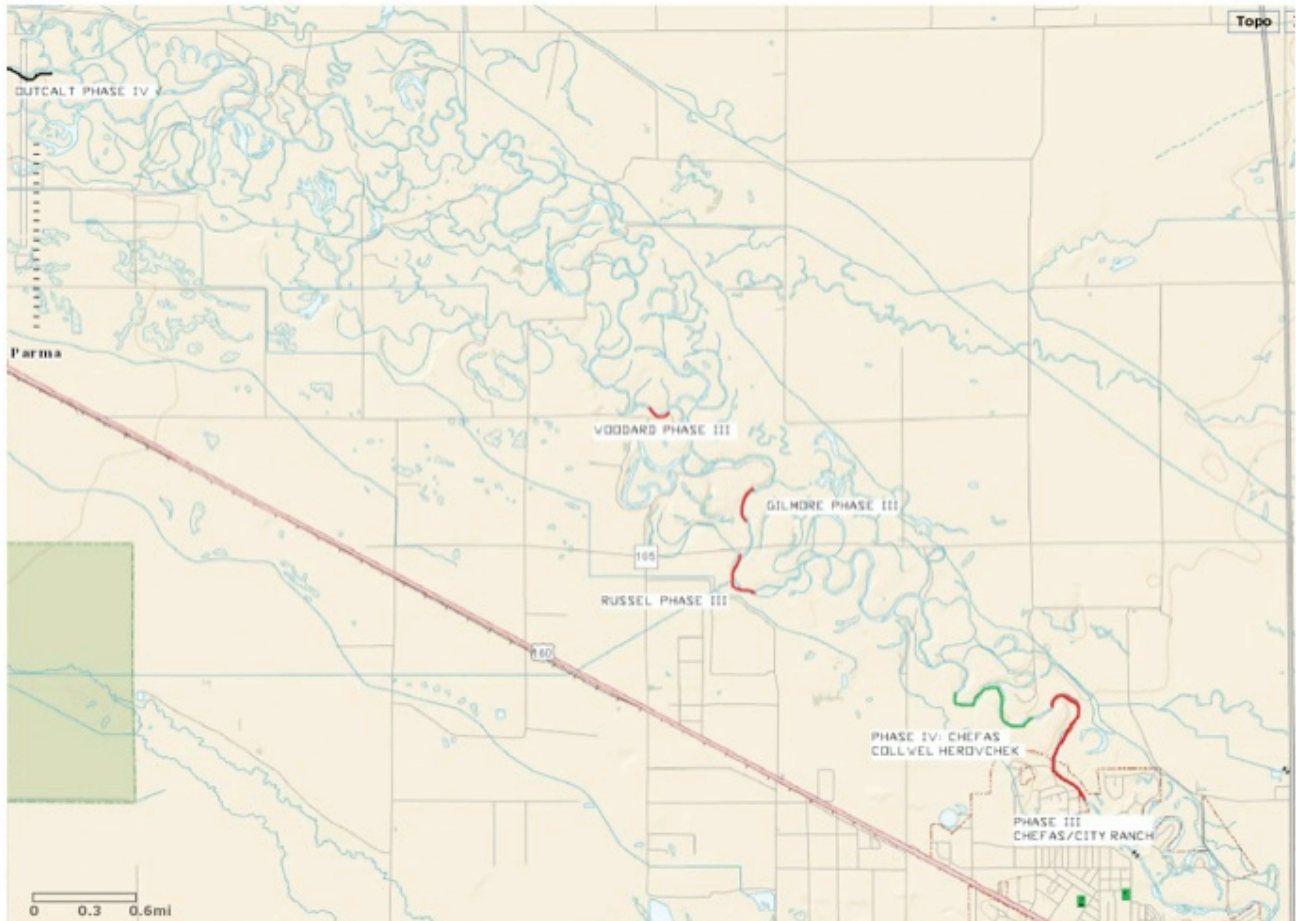 Topo
OUTCALT PHASE IV
Parma
WOODARD PHASE III
GILMORE PHASE III
105
RUSSEL PHASE III
160
PHASE IV: CHEFAS
COLLWEL HEROVCHEK
PHASE III
CHEFAS/CITY RANCH
0 0.3 0.6mi